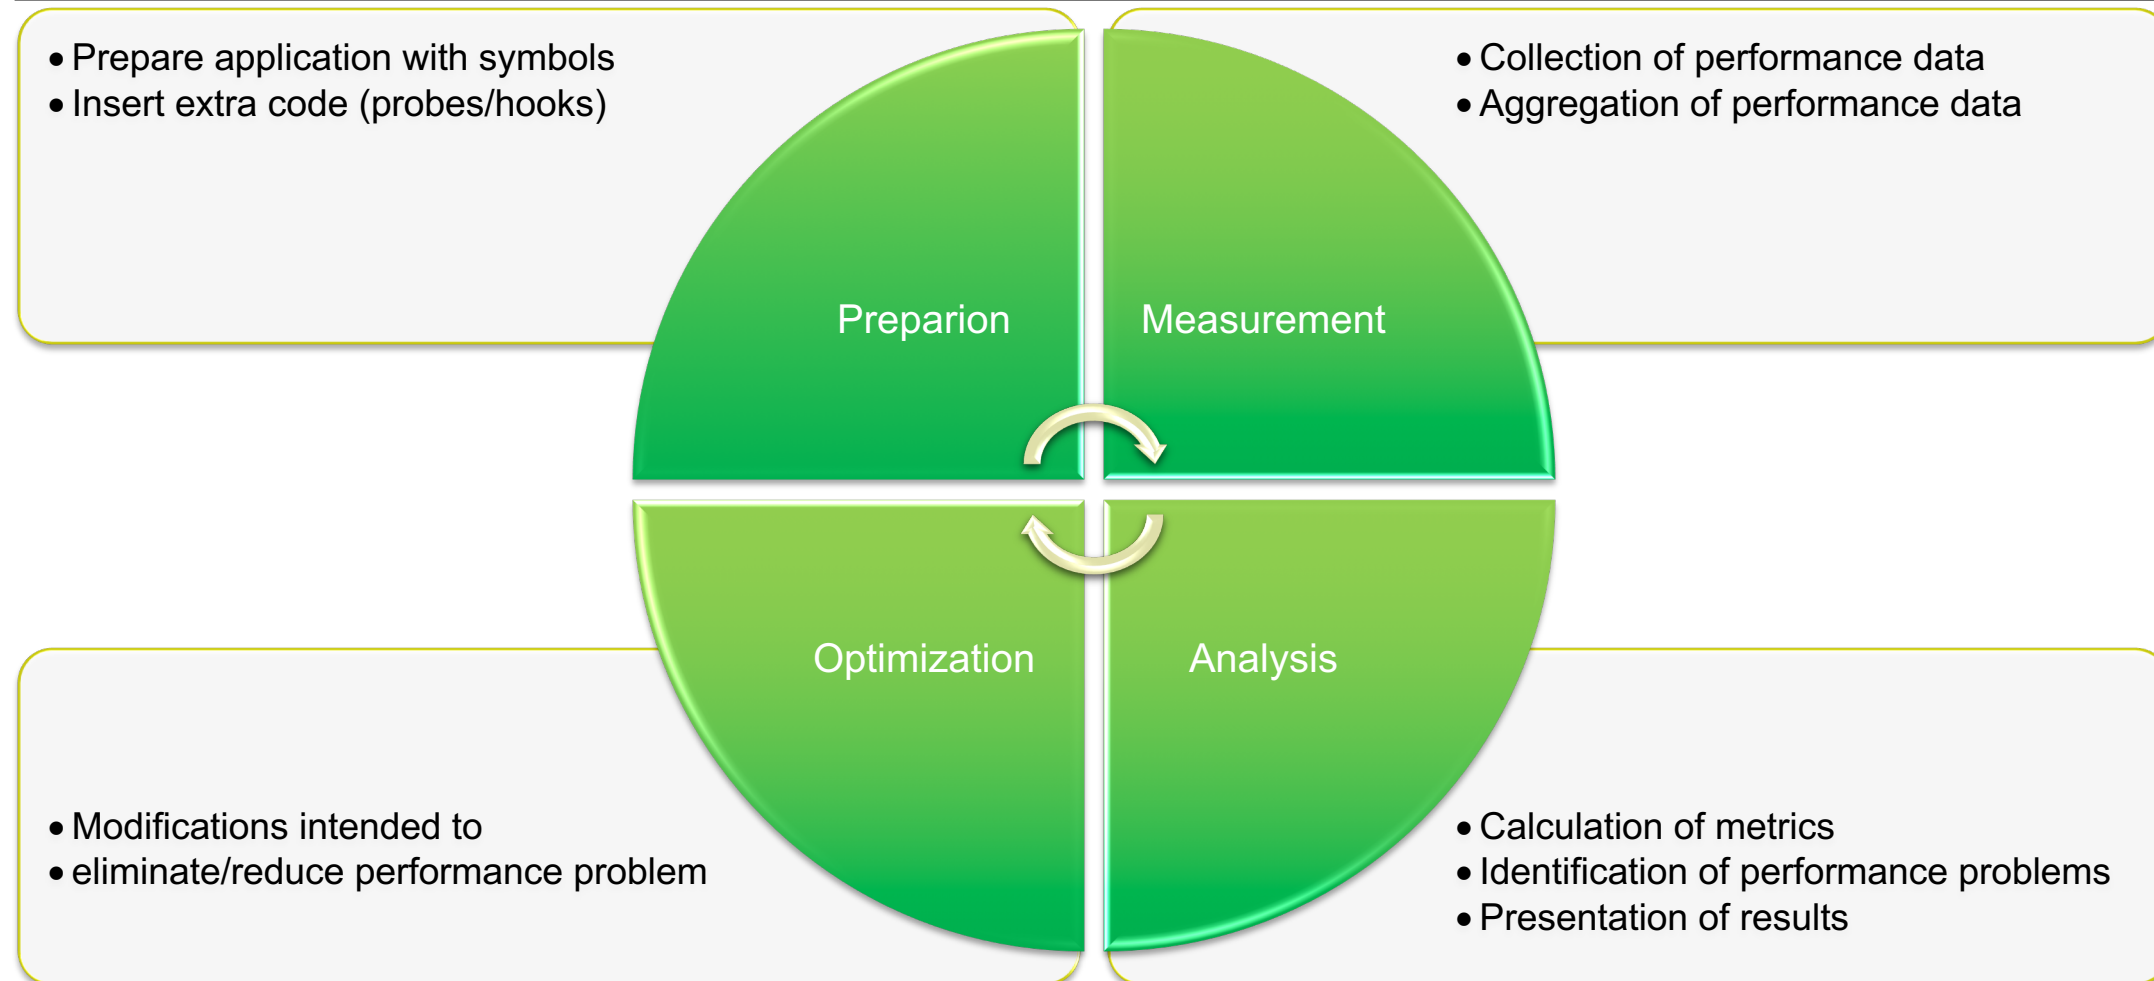 • Prepare application with symbols
• Insert extra code (probes/hooks)
• Collection of performance data
• Aggregation of performance data
Preparion
Measurement
Optimization
Analysis
• Modifications intended to
• eliminate/reduce performance problem
• Calculation of metrics
• Identification of performance problems
• Presentation of results